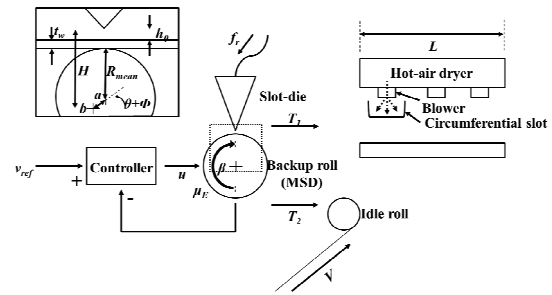 t_w
h_0
H
R_mean
a
b
θ+Φ
f_r
L
Hot-air dryer
Slot-die
T_1
Blower
Circumferential slot
v_ref
+
Controller
u
β
Backup roll
(MSD)
μ_E
-
T_2
Idle roll
V